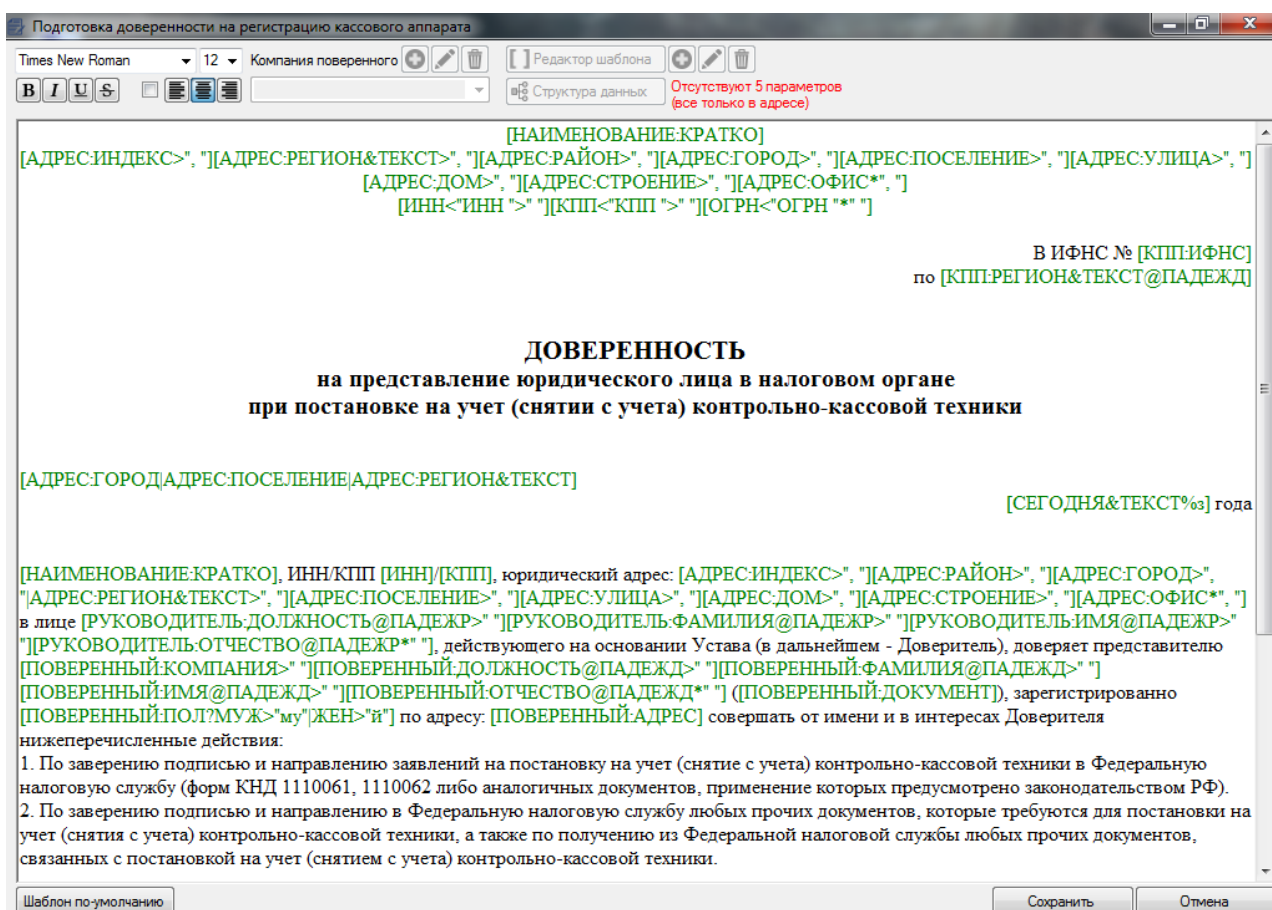 Подготовка доверенности на регистрацию кассового аппарата
Times New Roman 12 Компания поверенного [ ] Редактор шаблона
B I U S Структура данных Отсутствуют 5 параметров
(все только в адресе)
[НАИМЕНОВАНИЕ:КРАТКО]
[АДРЕС:ИНДЕКС>", "][АДРЕС:РЕГИОН&ТЕКСТ>", "][АДРЕС:РАЙОН>", "][АДРЕС:ГОРОД>", "][АДРЕС:ПОСЕЛЕНИЕ>", "][АДРЕС:УЛИЦА>", "]
[АДРЕС:ДОМ>", "][АДРЕС:СТРОЕНИЕ>", "][АДРЕС:ОФИС*", "]
[ИНН<"ИНН ">" "][КПП<"КПП ">" "][ОГРН<"ОГРН "*" "]
В ИФНС № [КПП:ИФНС]
по [КПП:РЕГИОН&ТЕКСТ@ПАДЕЖД]
ДОВЕРЕННОСТЬ
на представление юридического лица в налоговом органе
при постановке на учет (снятии с учета) контрольно-кассовой техники
[АДРЕС:ГОРОД|АДРЕС:ПОСЕЛЕНИЕ|АДРЕС:РЕГИОН&ТЕКСТ]
[СЕГОДНЯ&ТЕКСТ%з] года
[НАИМЕНОВАНИЕ:КРАТКО], ИНН/КПП [ИНН]/[КПП], юридический адрес: [АДРЕС:ИНДЕКС>", "][АДРЕС:РАЙОН>", "][АДРЕС:ГОРОД>",
"|АДРЕС:РЕГИОН&ТЕКСТ>", "][АДРЕС:ПОСЕЛЕНИЕ>", "][АДРЕС:УЛИЦА>", "][АДРЕС:ДОМ>", "][АДРЕС:СТРОЕНИЕ>", "][АДРЕС:ОФИС*", "]
в лице [РУКОВОДИТЕЛЬ:ДОЛЖНОСТЬ@ПАДЕЖР>" "][РУКОВОДИТЕЛЬ:ФАМИЛИЯ@ПАДЕЖР>" "][РУКОВОДИТЕЛЬ:ИМЯ@ПАДЕЖР>"
"][РУКОВОДИТЕЛЬ:ОТЧЕСТВО@ПАДЕЖР*" "], действующего на основании Устава (в дальнейшем - Доверитель), доверяет представителю
[ПОВЕРЕННЫЙ:КОМПАНИЯ>" "][ПОВЕРЕННЫЙ:ДОЛЖНОСТЬ@ПАДЕЖД>" "][ПОВЕРЕННЫЙ:ФАМИЛИЯ@ПАДЕЖД>" "]
[ПОВЕРЕННЫЙ:ИМЯ@ПАДЕЖД>" "][ПОВЕРЕННЫЙ:ОТЧЕСТВО@ПАДЕЖД*" "] ([ПОВЕРЕННЫЙ:ДОКУМЕНТ]), зарегистрированно
[ПОВЕРЕННЫЙ:ПОЛ?МУЖ>"му"|ЖЕН>"й"] по адресу: [ПОВЕРЕННЫЙ:АДРЕС] совершать от имени и в интересах Доверителя
нижеперечисленные действия:
1. По заверению подписью и направлению заявлений на постановку на учет (снятие с учета) контрольно-кассовой техники в Федеральную
налоговую службу (форм КНД 1110061, 1110062 либо аналогичных документов, применение которых предусмотрено законодательством РФ).
2. По заверению подписью и направлению в Федеральную налоговую службу любых прочих документов, которые требуются для постановки на
учет (снятия с учета) контрольно-кассовой техники, а также по получению из Федеральной налоговой службы любых прочих документов,
связанных с постановкой на учет (снятием с учета) контрольно-кассовой техники.
Шаблон по-умолчанию Сохранить Отмена